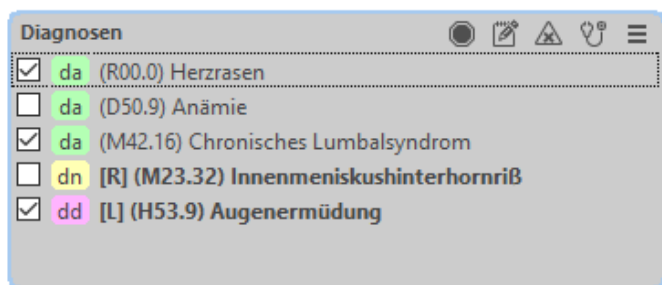 Diagnosen
da (R00.0) Herzrasen
da (D50.9) Anämie
da (M42.16) Chronisches Lumbalsyndrom
dn [R] (M23.32) Innenmeniskushinterhornriß
dd [L] (H53.9) Augenermüdung